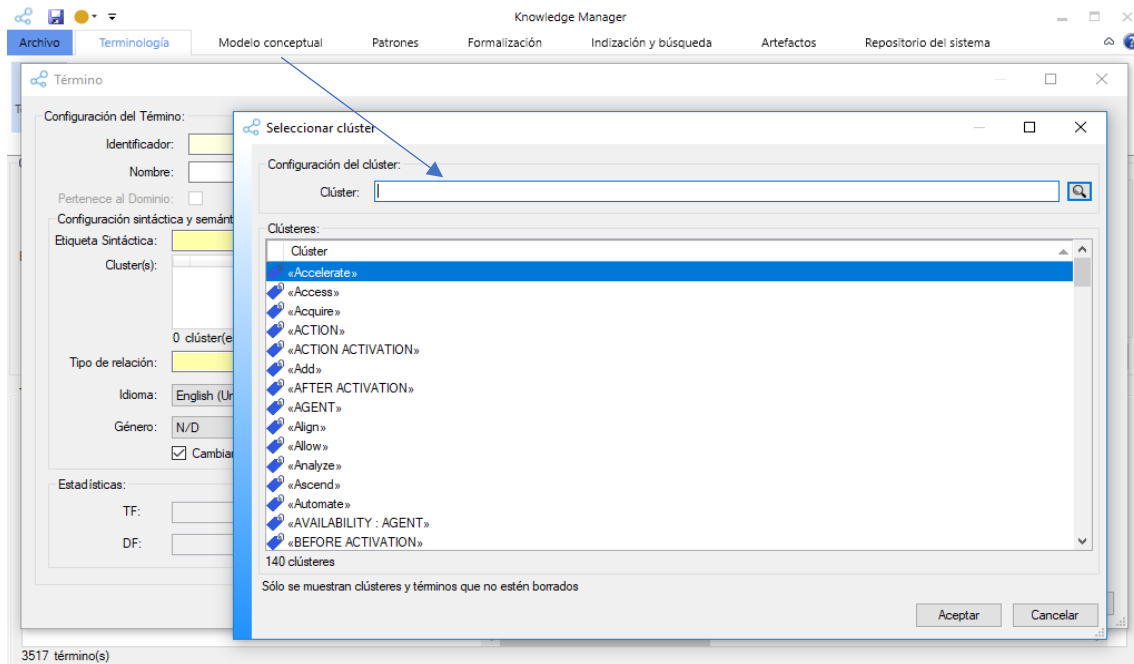 Knowledge Manager
Archivo Terminología Modelo conceptual Patrones Formalización Indización y búsqueda Artefactos Repositorio del sistema
Término
Configuración del Término:
Identificador:
Nombre:
Pertenece al Dominio:
Configuración sintáctica y semánt
Etiqueta Sintáctica:
Cluster(s):
0 clúster(e
Tipo de relación:
Idioma: English (Un
Género: N/D
Cambiar
Estadísticas:
TF:
DF:
Seleccionar clúster
Configuración del clúster:
Clúster:
Clústeres:
Clúster
«Accelerate»
«Access»
«Acquire»
«ACTION»
«ACTION ACTIVATION»
«Add»
«AFTER ACTIVATION»
«AGENT»
«Align»
«Allow»
«Analyze»
«Ascend»
«Automate»
«AVAILABILITY : AGENT»
«BEFORE ACTIVATION»
140 clústeres
Sólo se muestran clústeres y términos que no estén borrados
Aceptar Cancelar
3517 término(s)